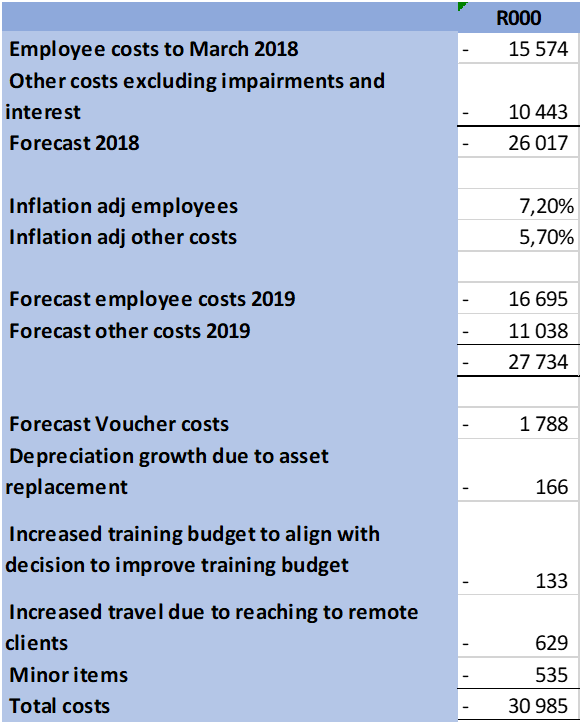 R000
Employee costs to March 2018 - 15 574
Other costs excluding impairments and
interest - 10 443
Forecast 2018 - 26 017
Inflation adj employees 7,20%
Inflation adj other costs 5,70%
Forecast employee costs 2019 - 16 695
Forecast other costs 2019 - 11 038
- 27 734
Forecast Voucher costs - 1 788
Depreciation growth due to asset
replacement - 166
Increased training budget to align with
decision to improve training budget - 133
Increased travel due to reaching to remote
clients - 629
Minor items - 535
Total costs - 30 985